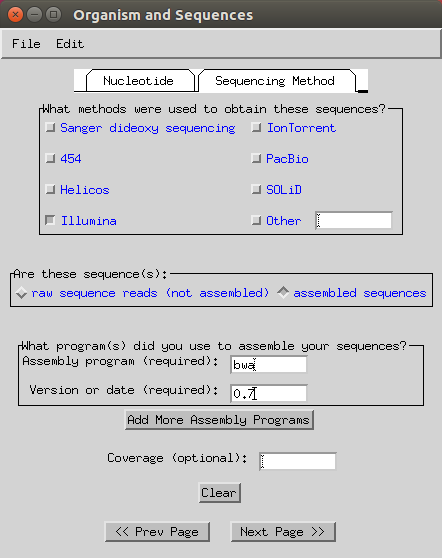 Organism and Sequences
File Edit
Nucleotide Sequencing Method
What methods were used to obtain these sequences?
Sanger dideoxy sequencing IonTorrent
454 PacBio
Helicos SOLiD
Illumina Other
Are these sequence(s):
raw sequence reads (not assembled) assembled sequences
What program(s) did you use to assemble your sequences?
Assembly program (required): bwa
Version or date (required): 0.7
Add More Assembly Programs
Coverage (optional):
Clear
<< Prev Page Next Page >>